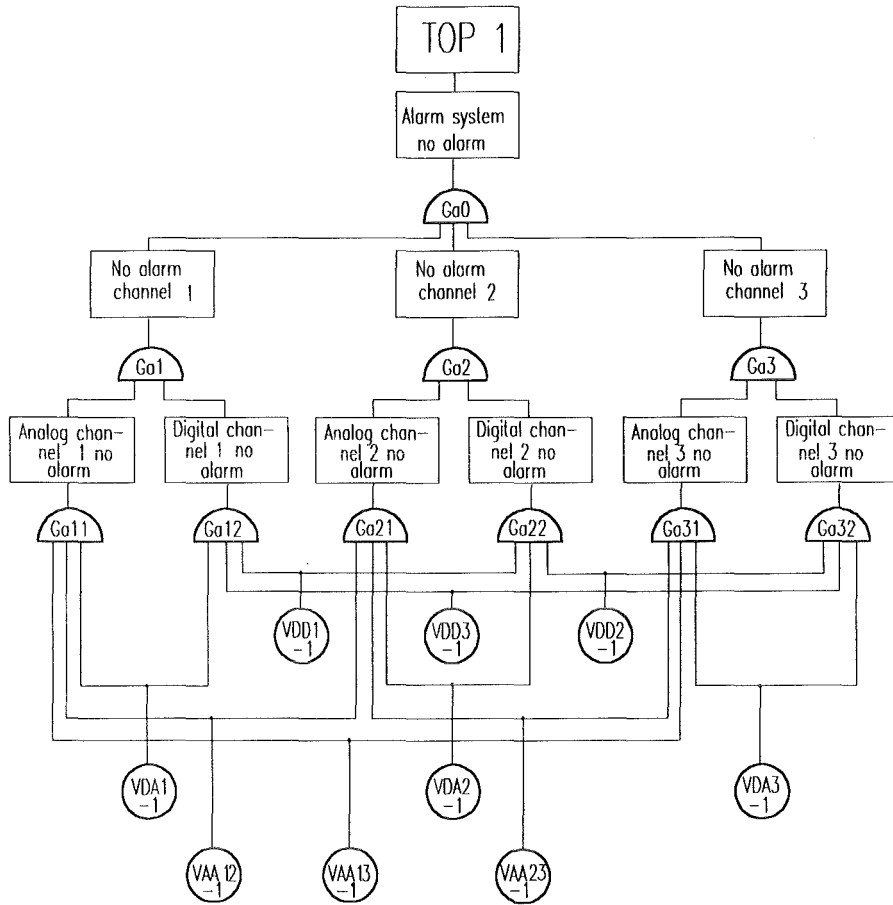 TOP 1
Alarm system
no alarm
Ga0
No alarm
channel 1
No alarm
channel 2
No alarm
channel 3
Ga1
Ga2
Ga3
Analog chan-
nel 1 no
alarm
Digital chan-
nel 1 no
alarm
Analog chan-
nel 2 no
alarm
Digital chan-
nel 2 no
alarm
Analog chan-
nel 3 no
alarm
Digital chan-
nel 3 no
alarm
Ga11
Ga12
Ga21
Ga22
Ga31
Ga32
VDD1
-1
VDD3
-1
VDD2
-1
VDA1
-1
VDA2
-1
VDA3
-1
VAA12
-1
VAA13
-1
VAA23
-1